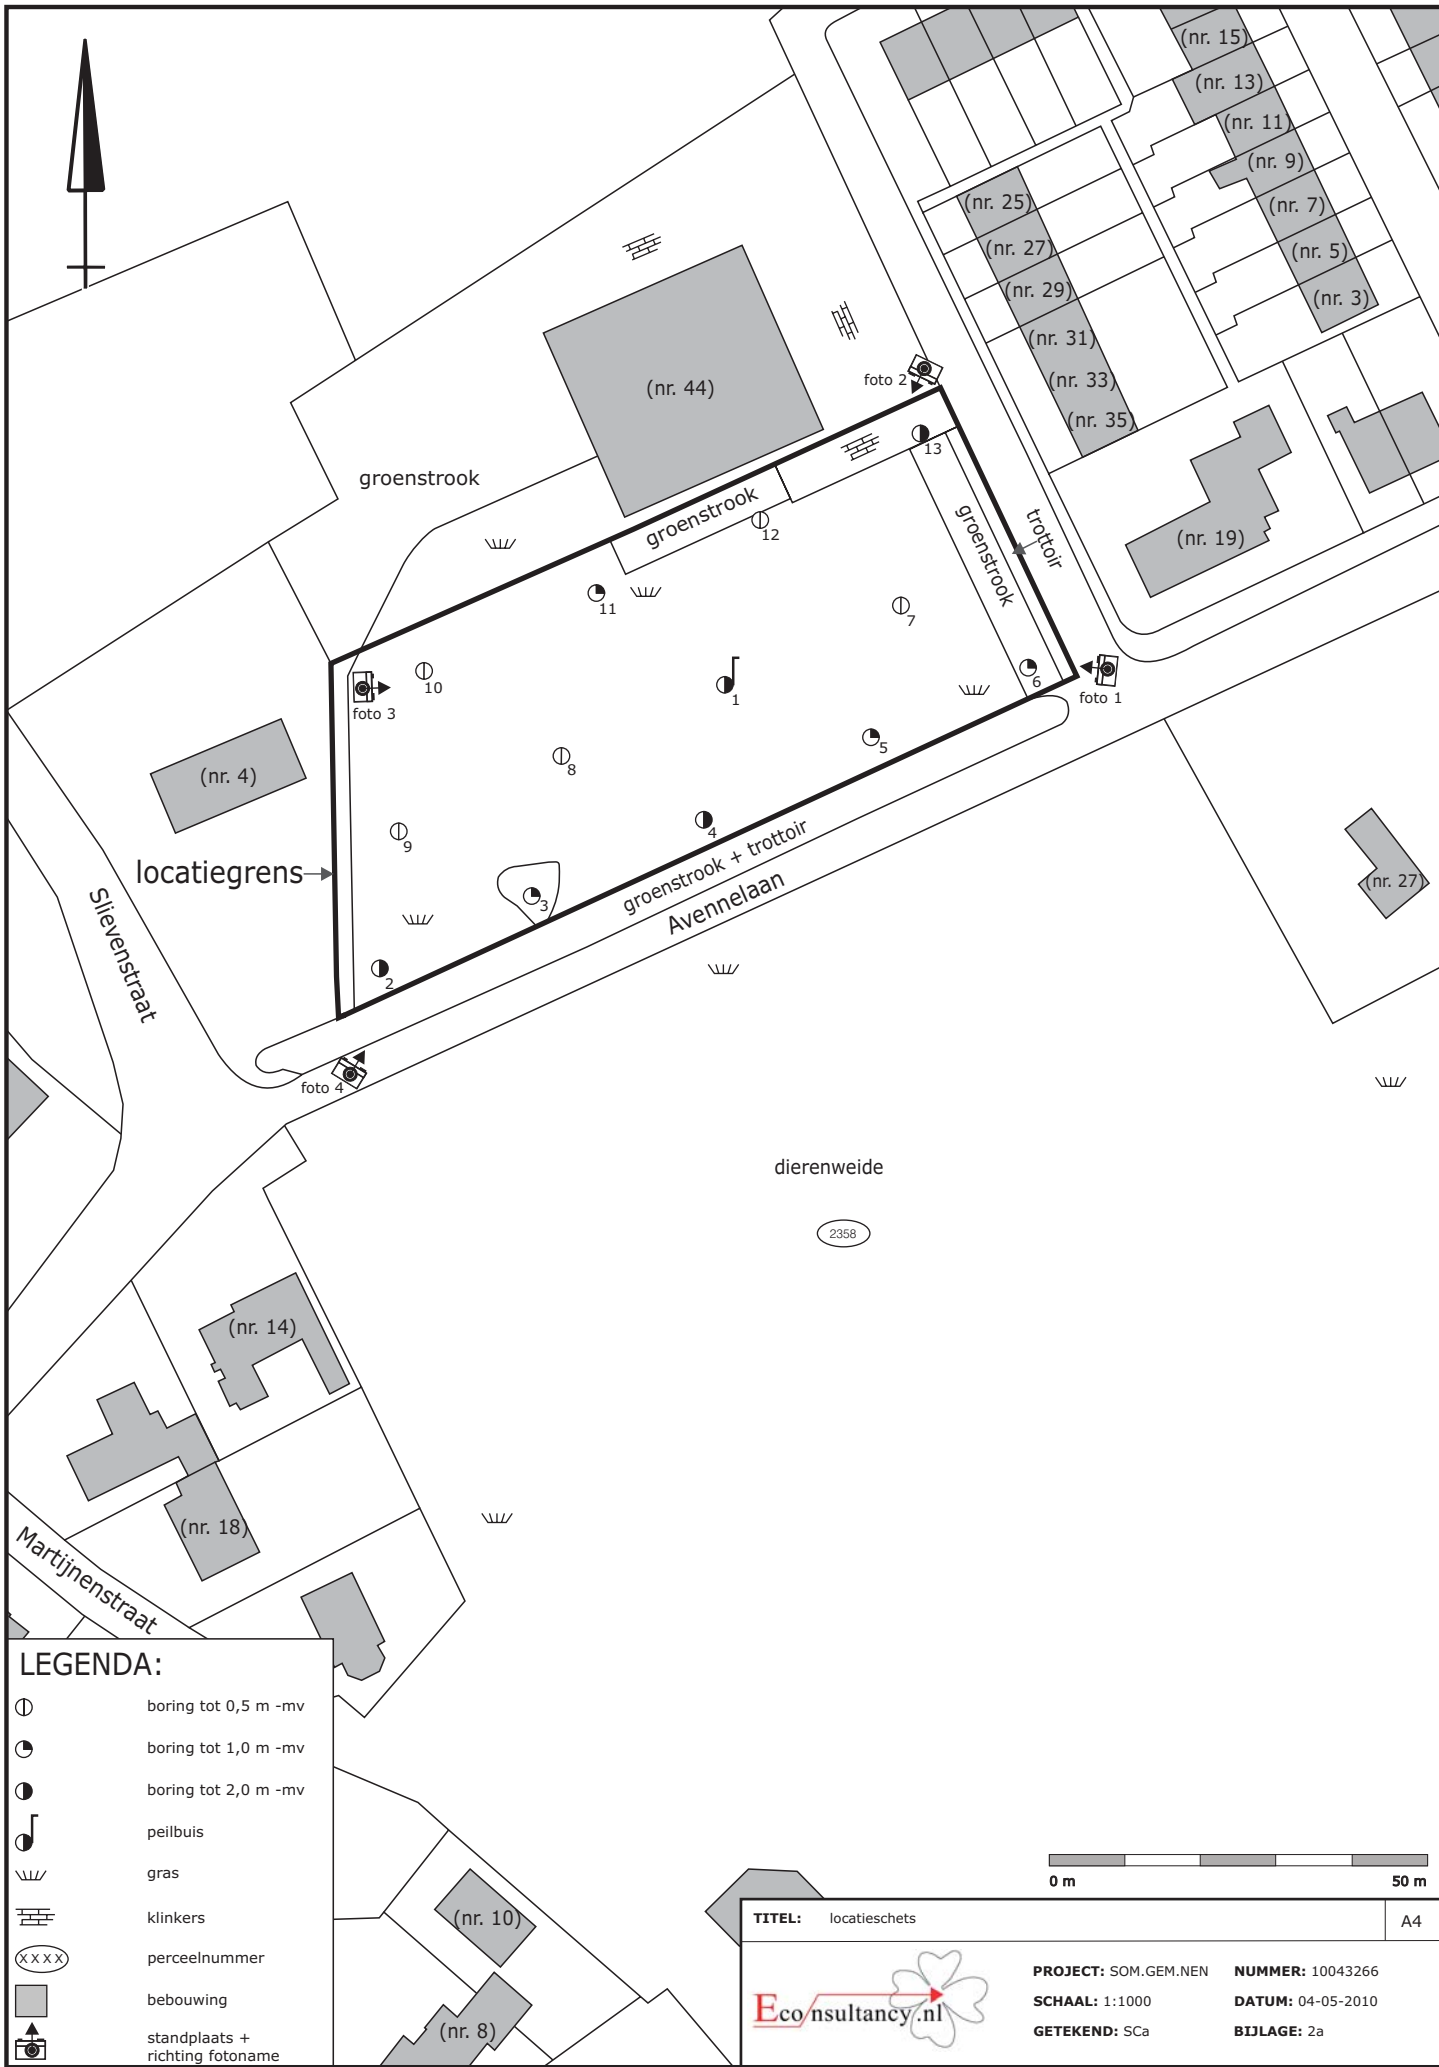 (nr. 15)
(nr. 13)
(nr. 11)
(nr. 9)
(nr. 7)
(nr. 5)
(nr. 3)
(nr. 25)
(nr. 27)
(nr. 29)
(nr. 31)
(nr. 33)
(nr. 35)
(nr. 44)
foto 2
13
groenstrook
groenstrook
12
groenstrook
trottoir
(nr. 19)
11
7
10
1
6
foto 3
foto 1
5
8
(nr. 4)
4
9
locatiegrens
groenstrook + trottoir
3
Avennelaan
(nr. 27)
Slievenstraat
2
foto 4
dierenweide
2358
(nr. 14)
(nr. 18)
Martijnenstraat
LEGENDA:
boring tot 0,5 m -mv
boring tot 1,0 m -mv
boring tot 2,0 m -mv
peilbuis
gras
klinkers
XXXX perceelnummer
bebouwing
standplaats +
richting fotoname
(nr. 10)
(nr. 8)
0 m 50 m
TITEL: locatieschets A4
Econsultancy.nl
PROJECT: SOM.GEM.NEN NUMMER: 10043266
SCHAAL: 1:1000 DATUM: 04-05-2010
GETEKEND: SCa BIJLAGE: 2a